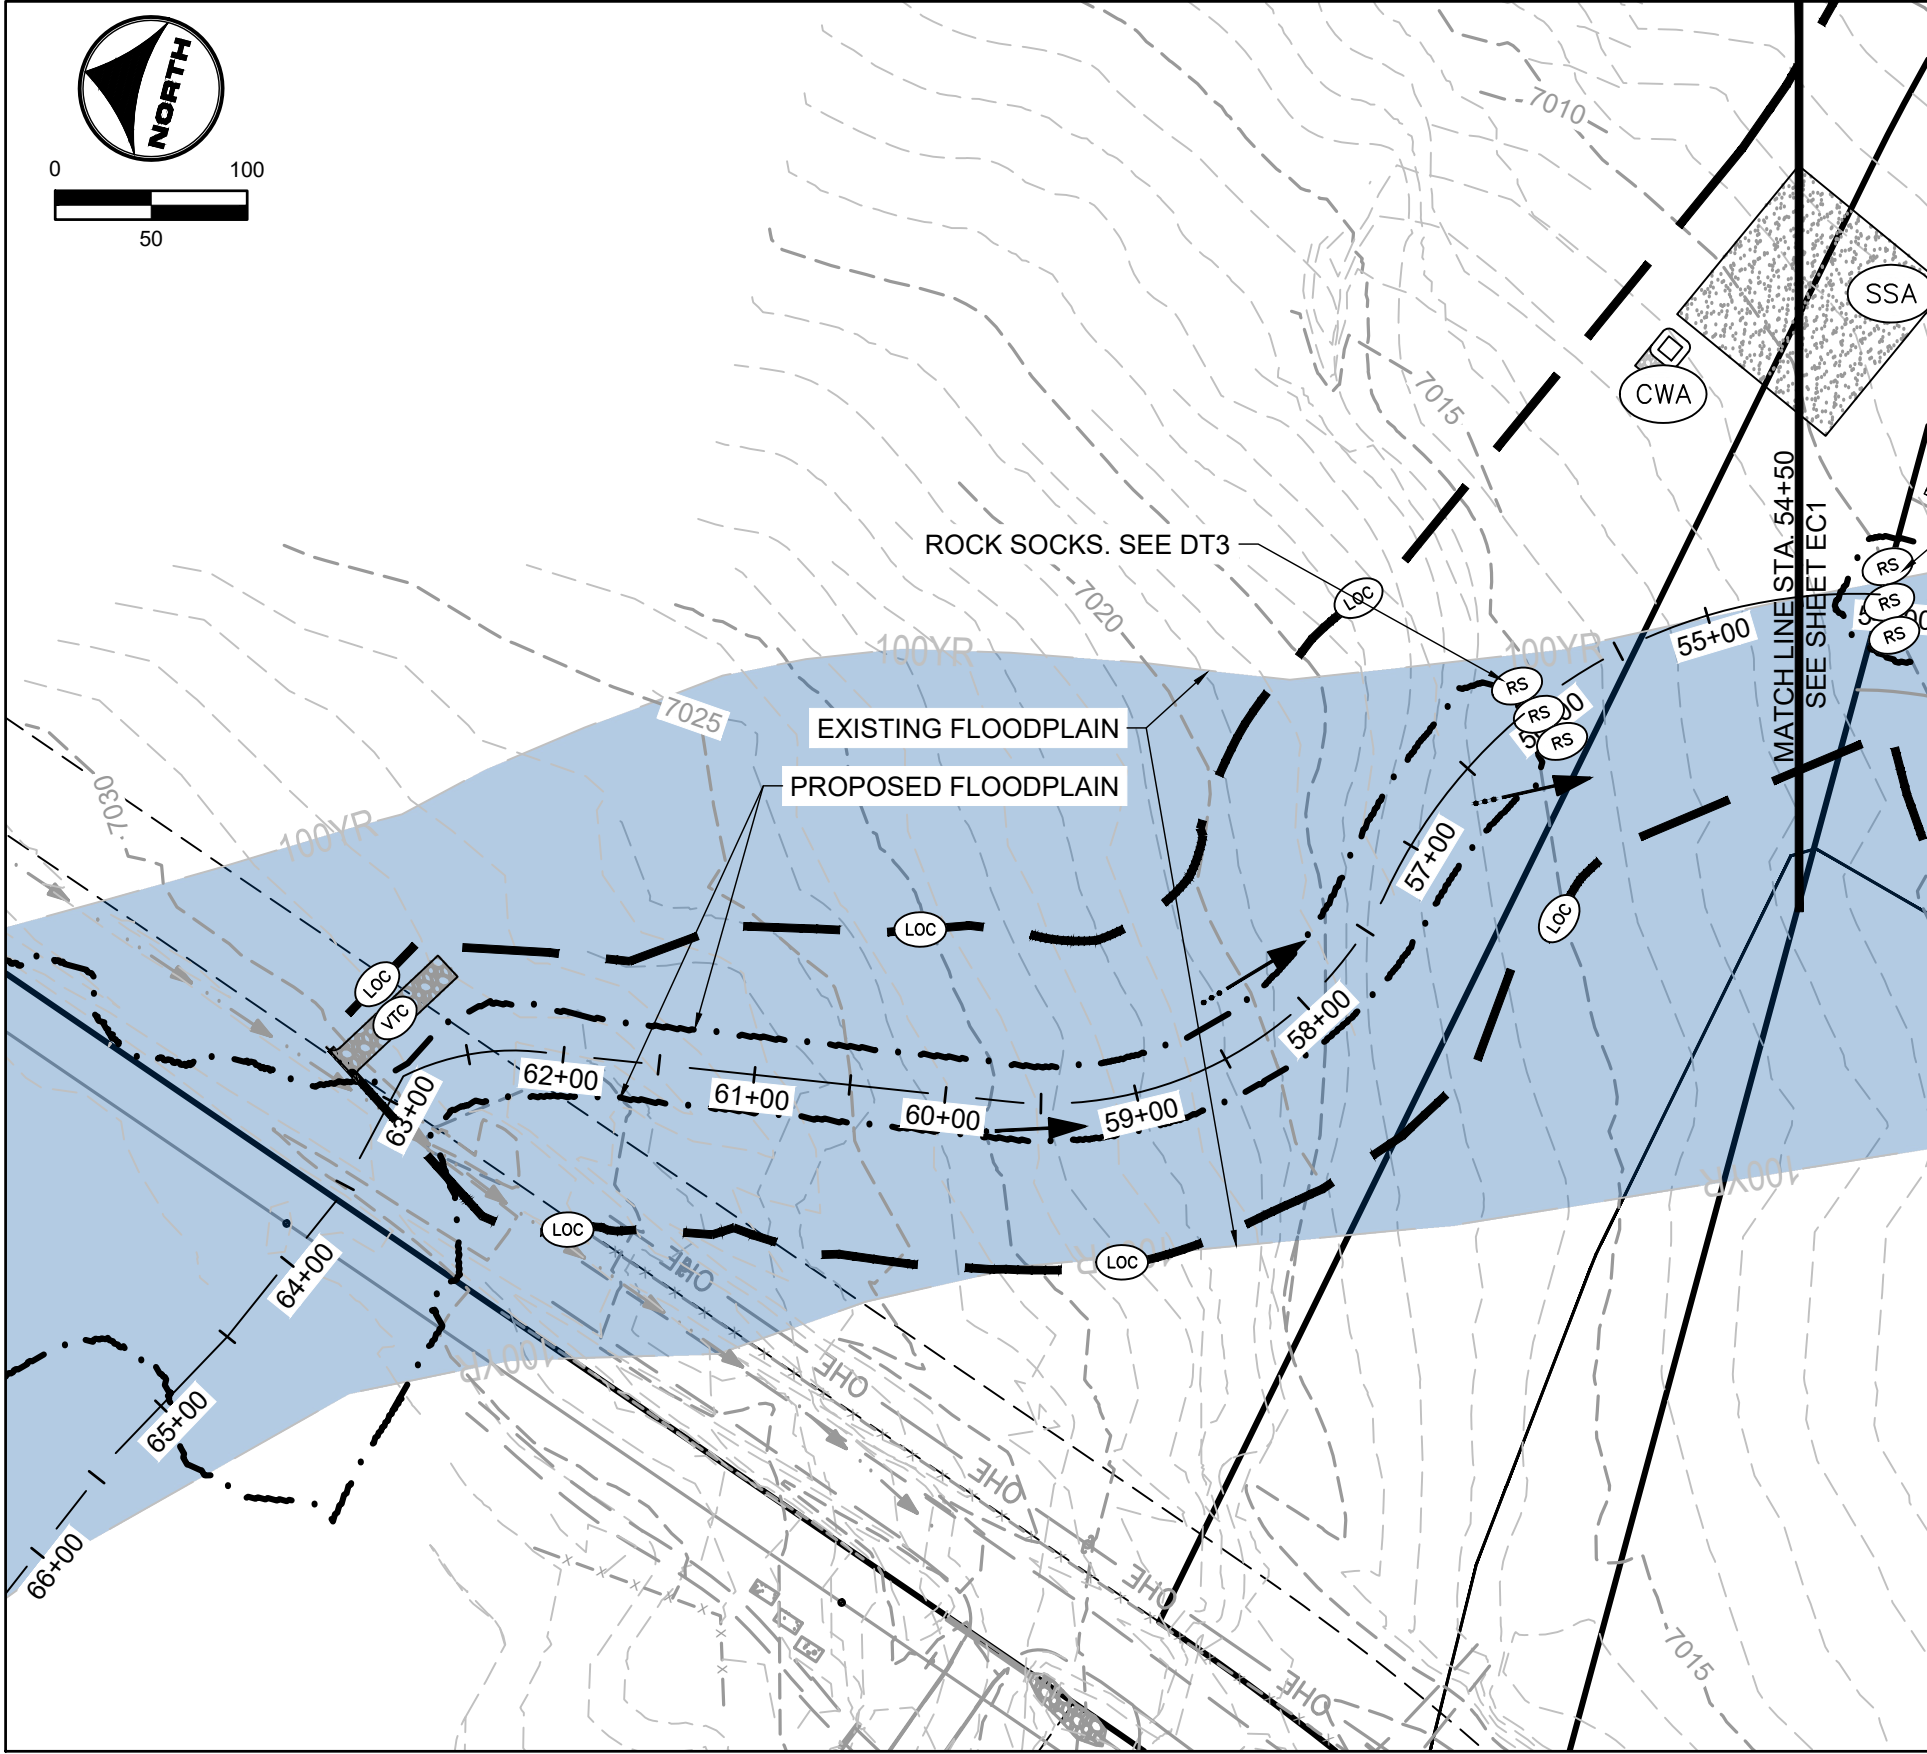 NORTH
0 100
50
7010
SSA
CWA
7015
MATCH LINE STA. 54+50
SEE SHEET EC1
ROCK SOCKS. SEE DT3
LOC
7020
RS
RS
RS
55+00
100YR
100YR
RS
RS
RS
7025
EXISTING FLOODPLAIN
PROPOSED FLOODPLAIN
7030
100YR
57+00
LOC
LOC
LOC
VTC
58+00
62+00
61+00
60+00
59+00
63+00
100YR
LOC
LOC
OHE
64+00
100YR
OHE
65+00
OHE
66+00
OHE
7015
OHE